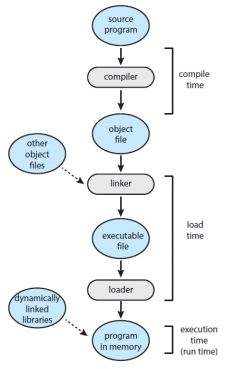 source
program
compiler
compile
time
object
file
other
object
files
linker
load
time
executable
file
loader
dynamically
linked
libraries
program
in memory
execution
time
(run time)